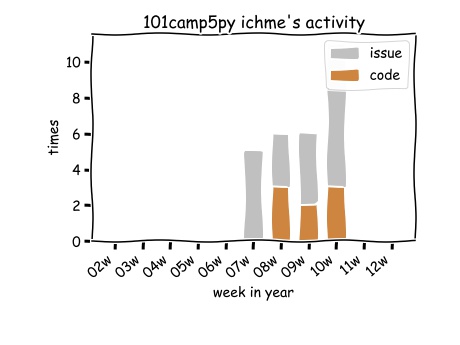 101camp5py ichme's activity
issue
code
times
10
8
6
4
2
0
02w 03w 04w 05w 06w 07w 08w 09w 10w 11w 12w
week in year